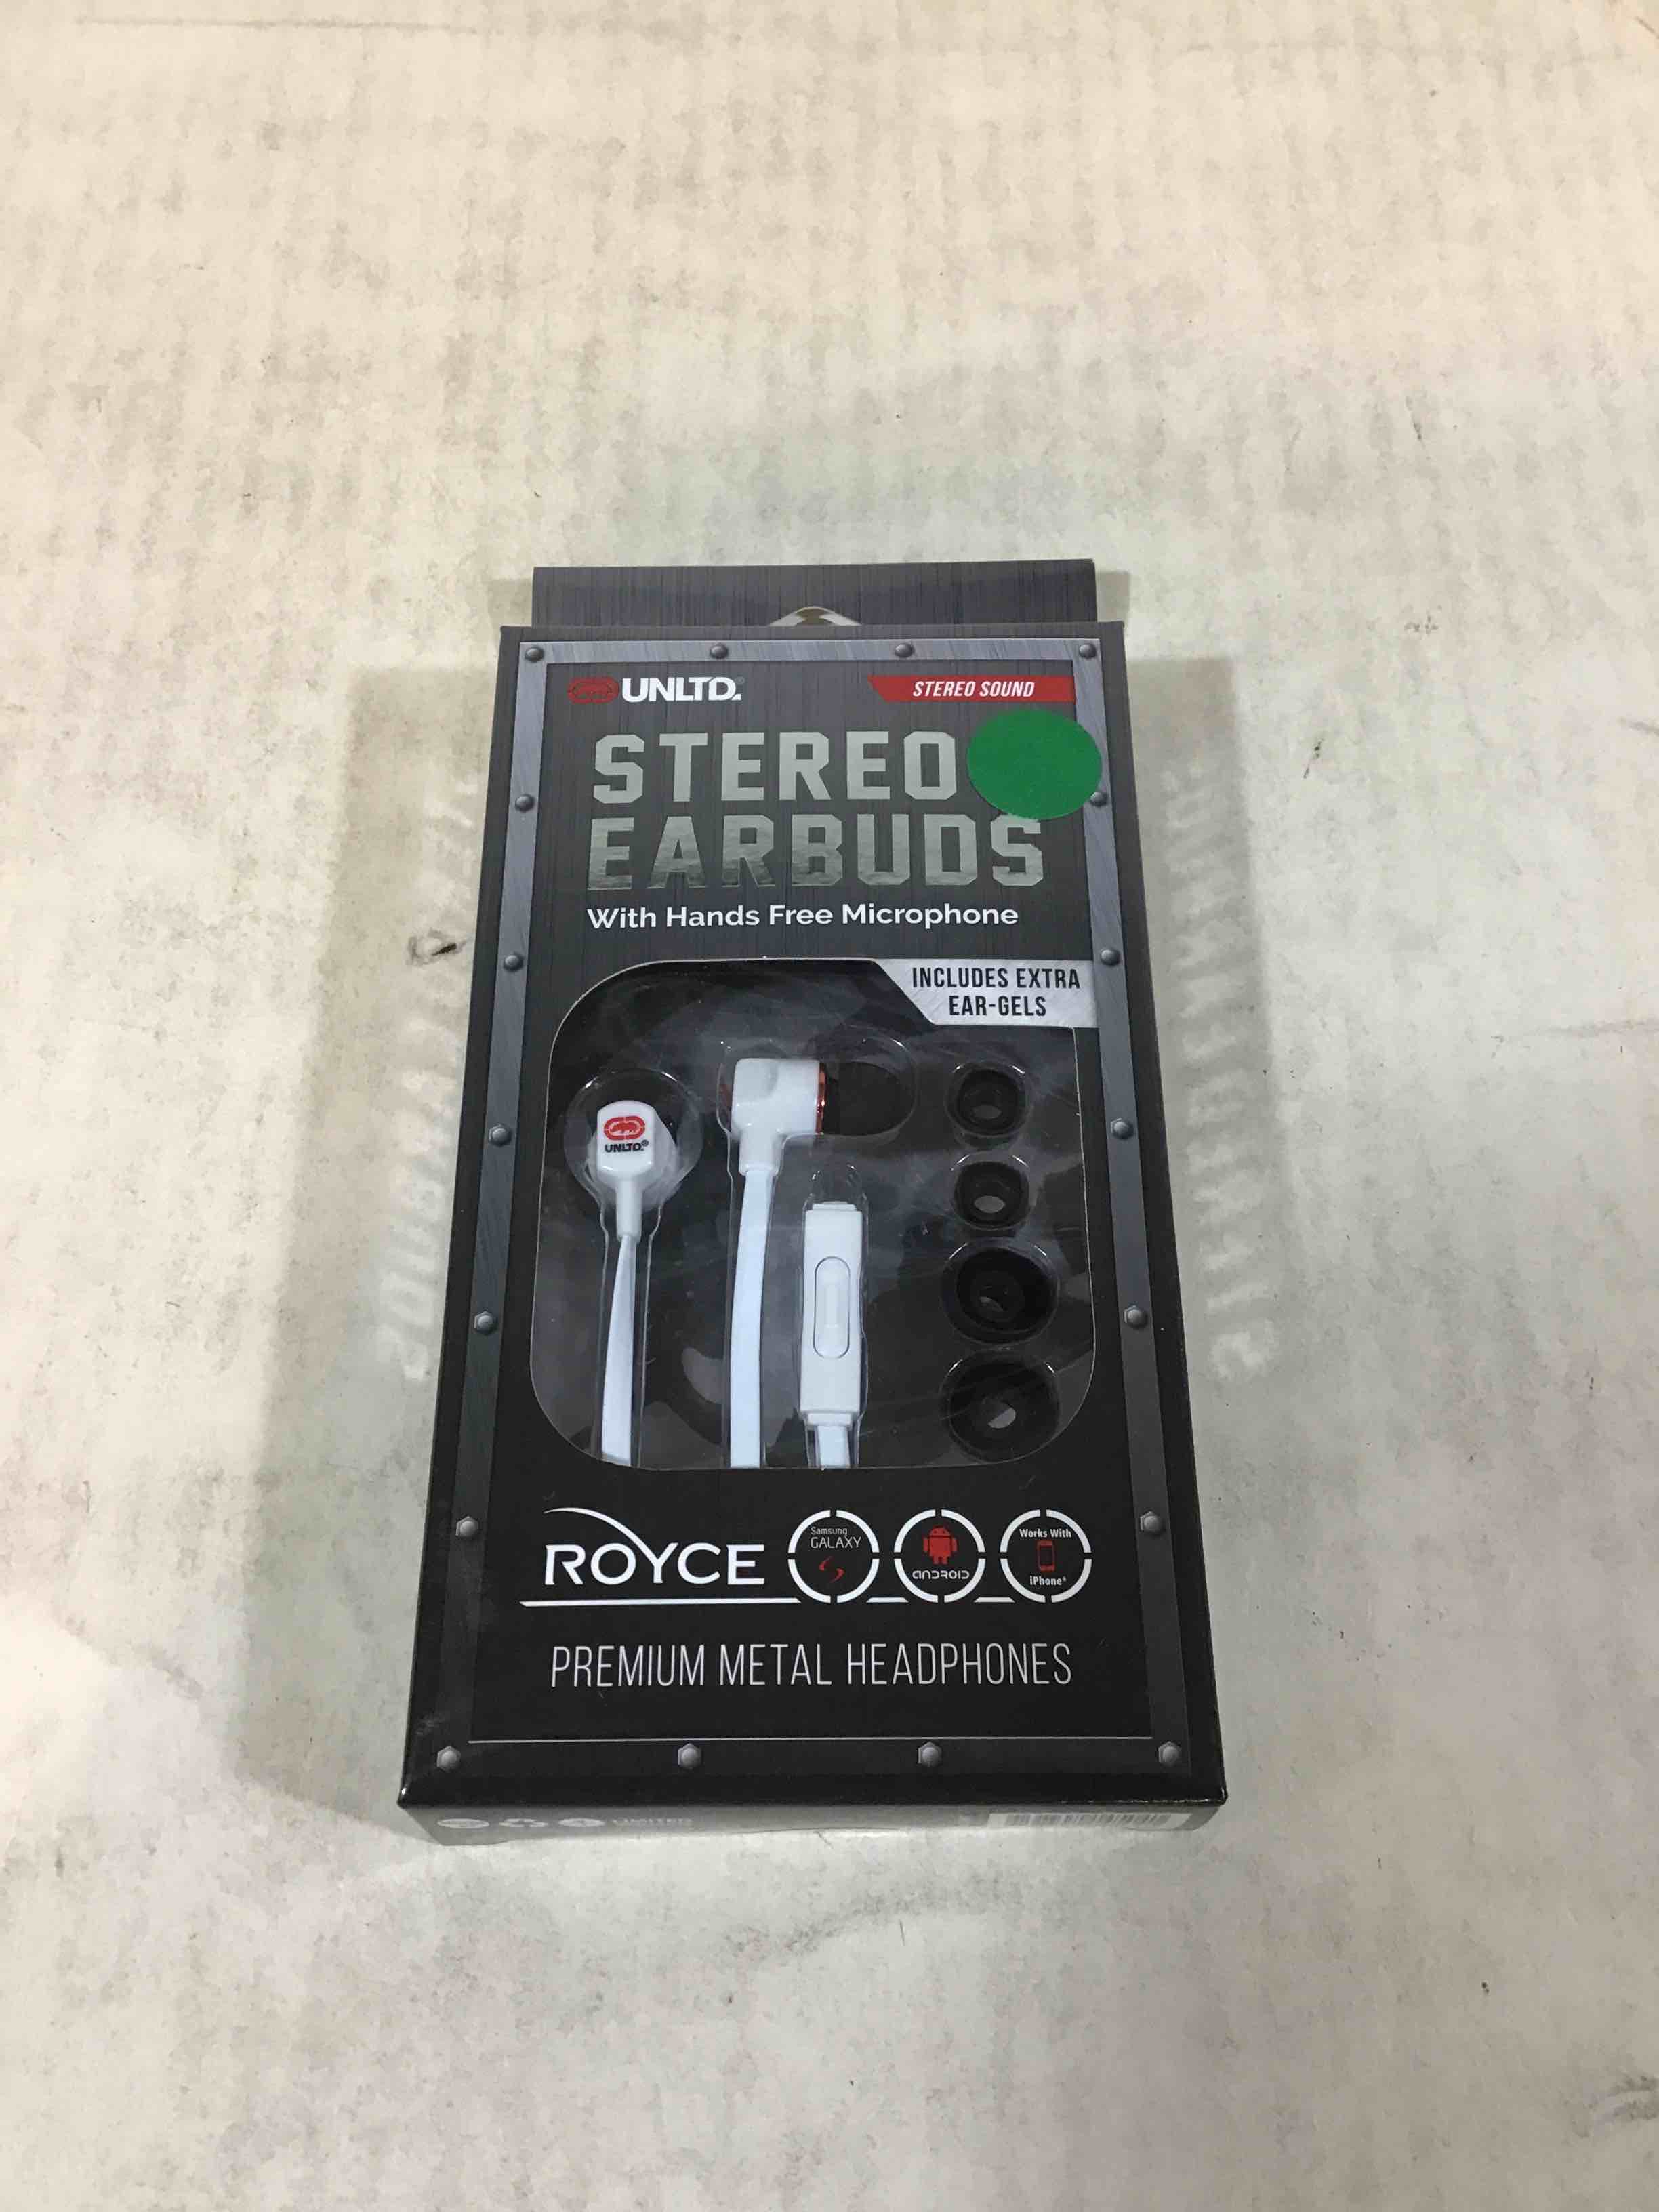 UNLTD.
STEREO SOUND
STEREO
EARBUDS
With Hands Free Microphone
INCLUDES EXTRA
EAR-GELS
UNLTD.®
ROYCE
Samsung
GALAXY
S
ANDROID
Works With
iPhone®
PREMIUM METAL HEADPHONES
LIMITED